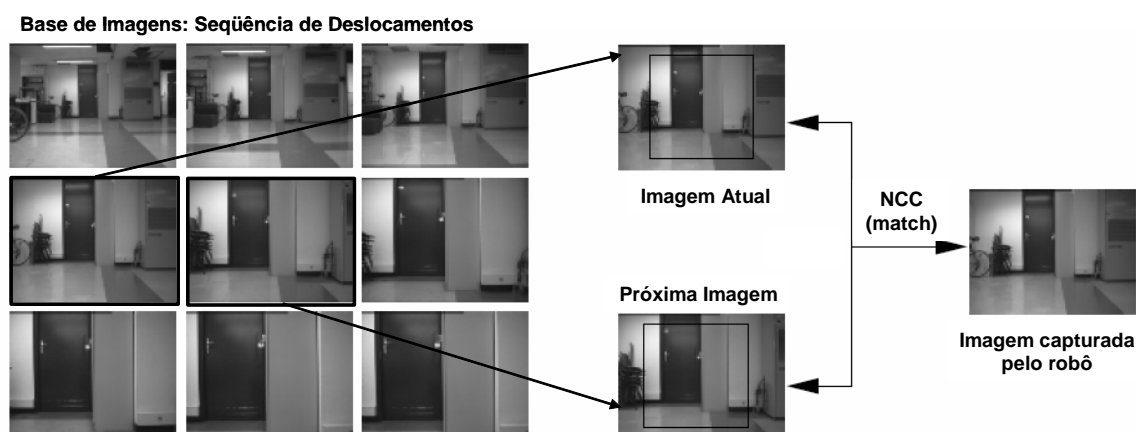 Base de Imagens: Seqüência de Deslocamentos
Imagem Atual
NCC
(match)
Próxima Imagem
Imagem capturada
pelo robô